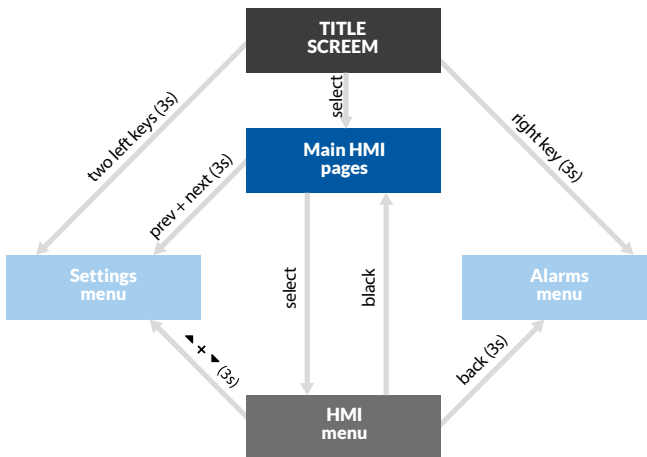 TITLE
SCREEM
select
two left keys (3s)
right key (3s)
Main HMI
pages
prev + next (3s)
Settings
menu
Alarms
menu
select
black
◥ + ◥ (3s)
back (3s)
HMI
menu